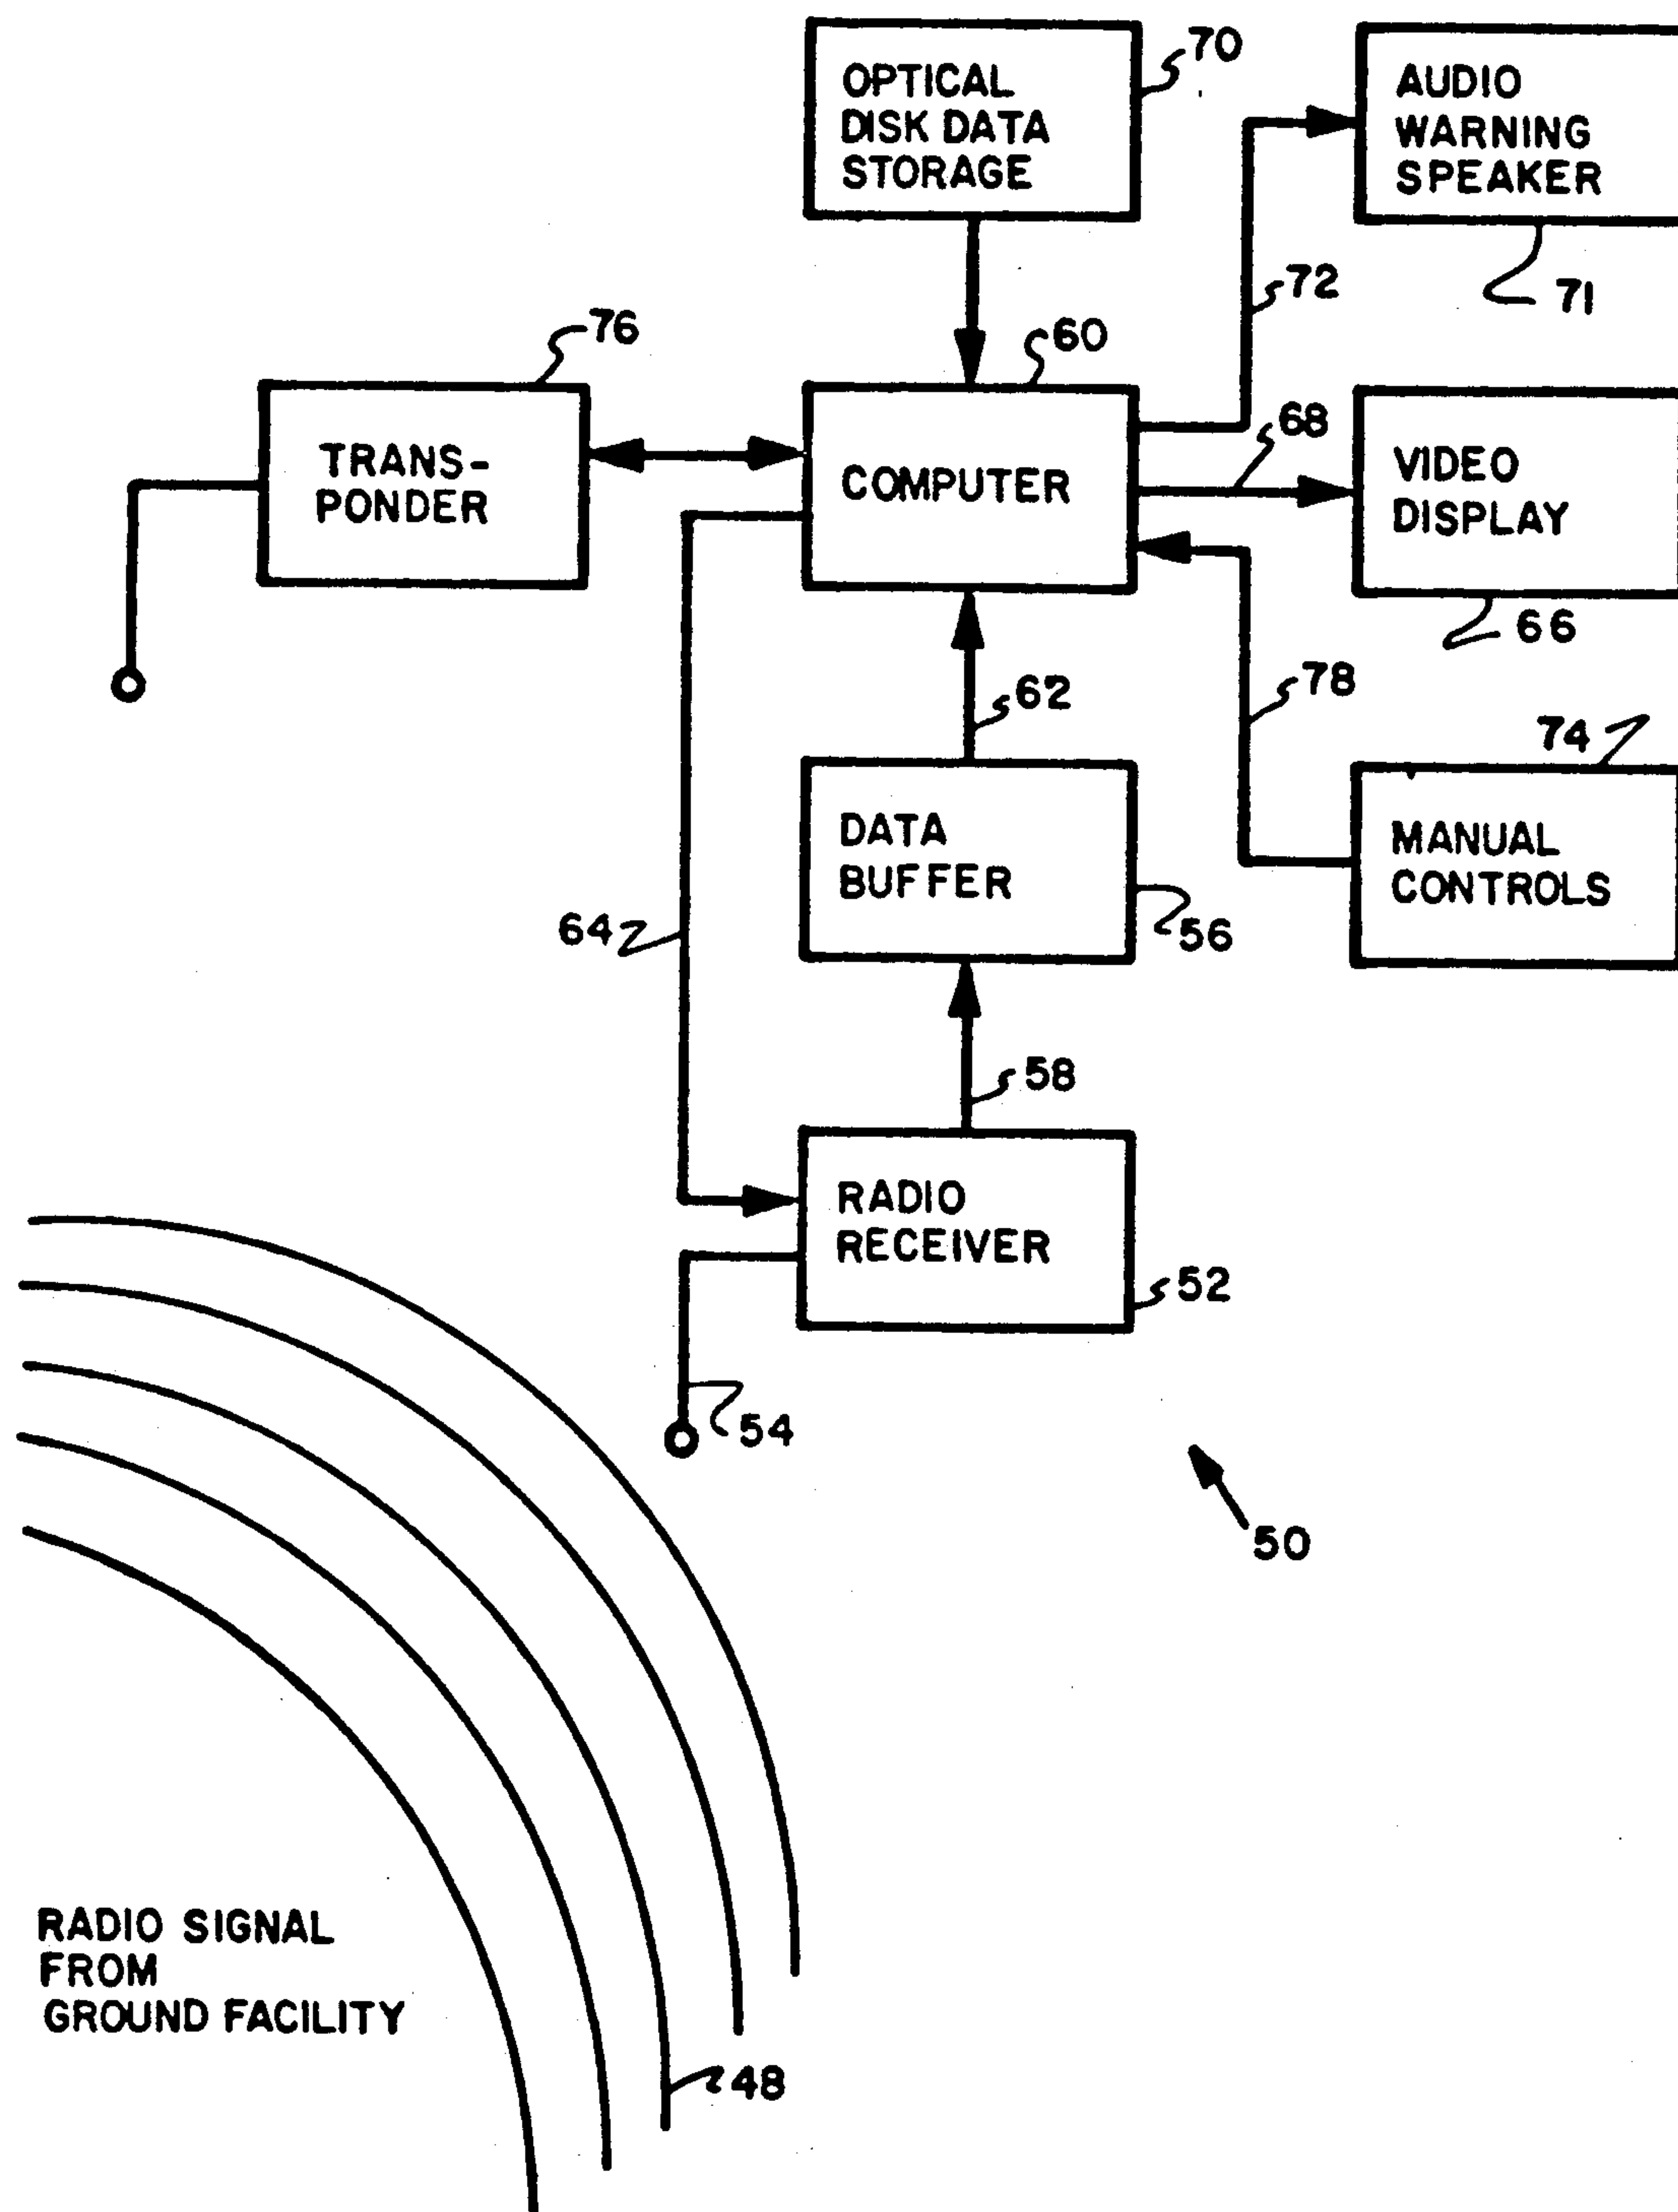 70
OPTICAL
DISK DATA
STORAGE
AUDIO
WARNING
SPEAKER
72
71
76
60
TRANS-
PONDER
COMPUTER
68
VIDEO
DISPLAY
66
62
78
74
DATA
BUFFER
MANUAL
CONTROLS
64
56
58
RADIO
RECEIVER
52
54
50
RADIO SIGNAL
FROM
GROUND FACILITY
48